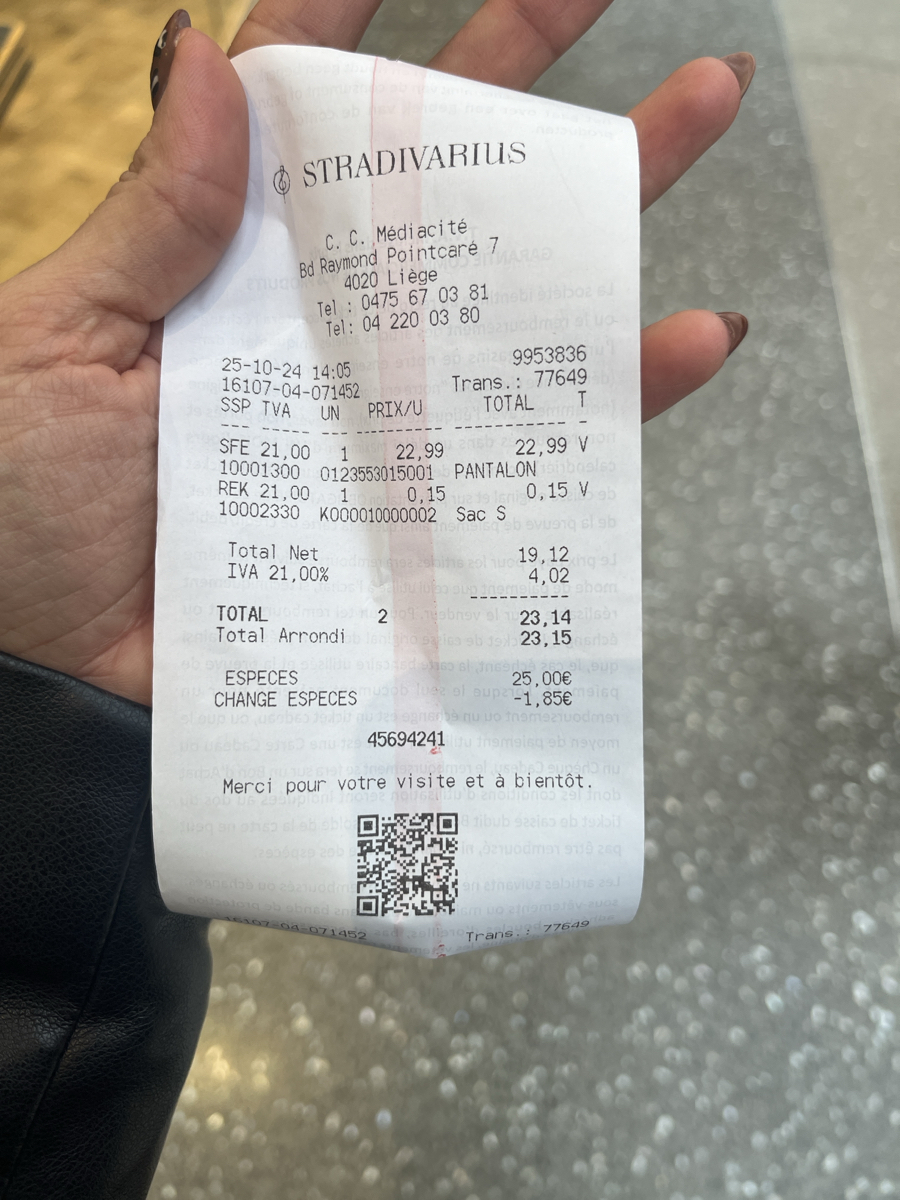 STRADIVARIUS
C. C. Médiacité
Bd Raymond Pointcaré 7
4020 Liège
Tel : 0475 67 03 81
Tel: 04 220 03 80
25-10-24 14:05 9953836
16107-04-071452 Trans.: 77649
SSP TVA UN PRIX/U TOTAL T
--- ------ --- ---------- ----------- -
SFE 21,00 1 22,99 22,99 V
10001300 0123553015001 PANTALON
REK 21,00 1 0,15 0,15 V
10002330 K000010000002 Sac S
Total Net 19,12
IVA 21,00% 4,02
----------
TOTAL 2 23,14
Total Arrondi 23,15
ESPECES 25,00€
CHANGE ESPECES -1,85€
45694241
Merci pour votre visite et à bientôt.
16107-04-071452 Trans.: 77649